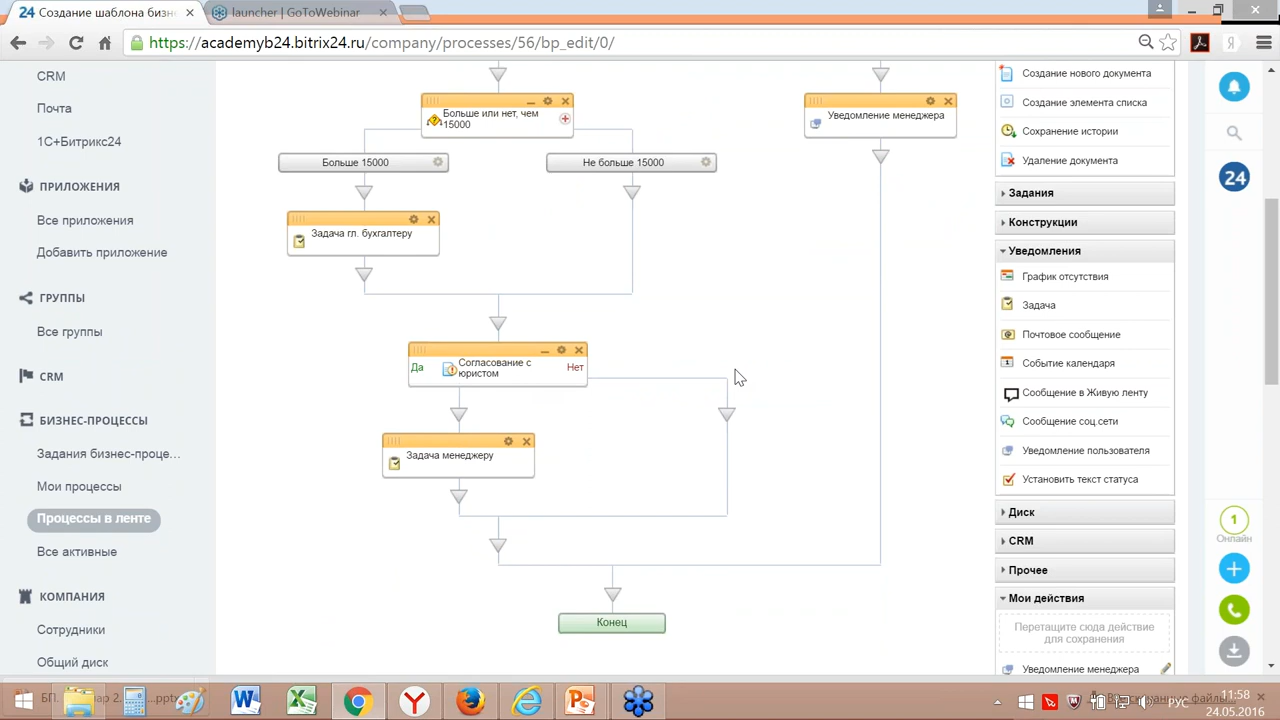 Создание шаблона бизн
launcher | GoToWebinar
https://academyb24.bitrix24.ru/company/processes/56/bp_edit/0/
CRM
Почта
1С+Битрикс24
ПРИЛОЖЕНИЯ
Все приложения
Добавить приложение
ГРУППЫ
Все группы
CRM
БИЗНЕС-ПРОЦЕССЫ
Задания бизнес-проце...
Мои процессы
Процессы в ленте
Все активные
КОМПАНИЯ
Сотрудники
Общий диск
Больше или нет, чем
15000
Больше 15000
Не больше 15000
Задача гл. бухгалтеру
Да
Согласование с
юристом
Нет
Задача менеджеру
Уведомление менеджера
Конец
Создание нового документа
Создание элемента списка
Сохранение истории
Удаление документа
Задания
Конструкции
Уведомления
График отсутствия
Задача
Почтовое сообщение
Событие календаря
Сообщение в Живую ленту
Сообщение соц.сети
Уведомление пользователя
Установить текст статуса
Диск
CRM
Прочее
Мои действия
Перетащите сюда действие
для сохранения
Уведомление менеджера
24
1
Онлайн
РУС
11:58
24.05.2016